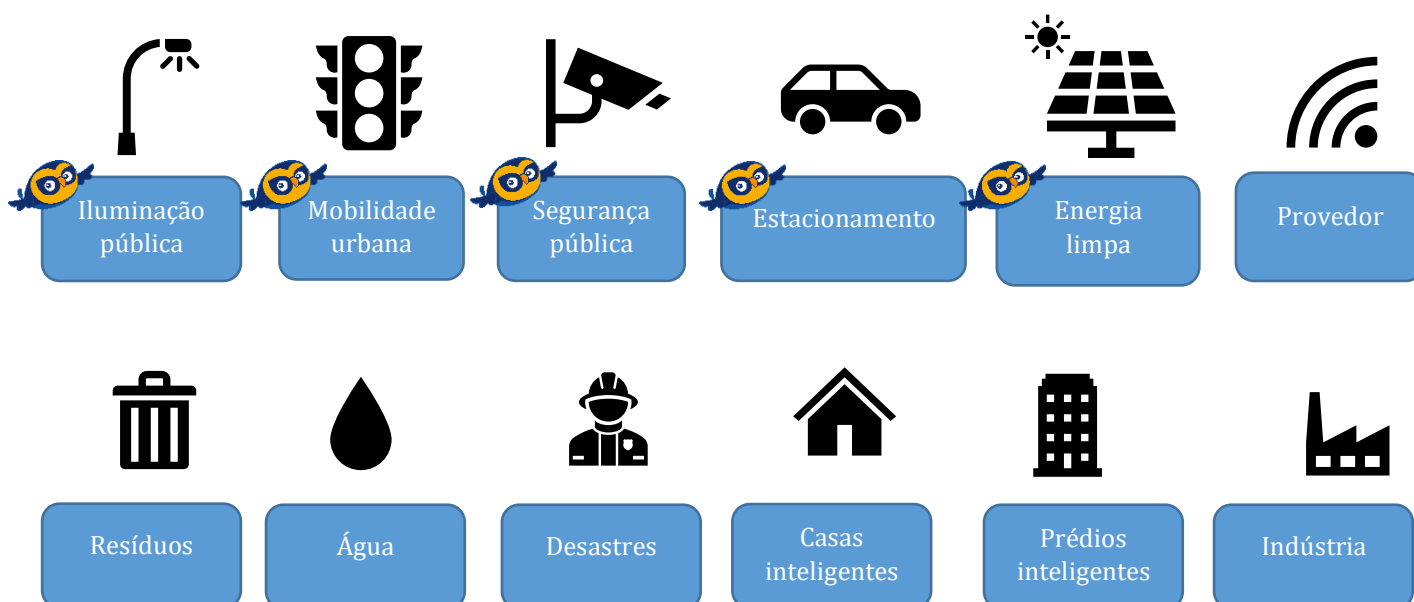 Iluminação
pública
Mobilidade
urbana
Segurança
pública
Estacionamento
Energia
limpa
Provedor
Resíduos
Água
Desastres
Casas
inteligentes
Prédios
inteligentes
Indústria